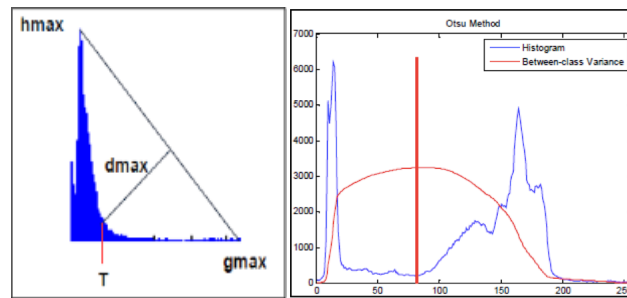 hmax
dmax
T
gmax
Otsu Method
Histogram
Between-class Variance
7000
6000
5000
4000
3000
2000
1000
0
0 50 100 150 200 250